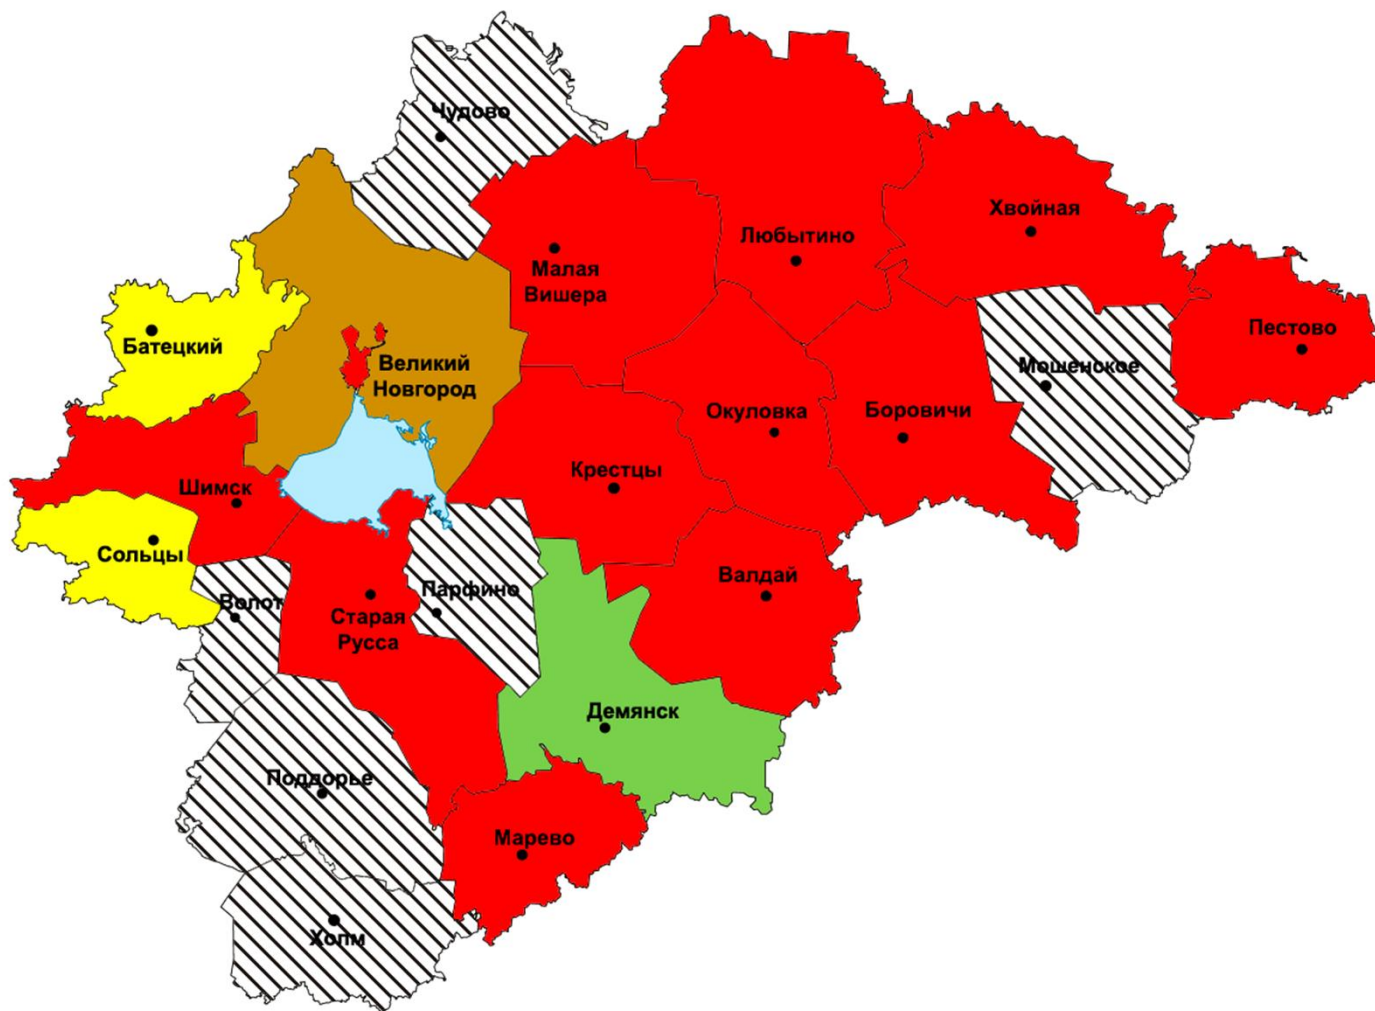 Чудово
Хвойная
Любытино
Малая
Вишера
Пестово
Батецкий
Великий
Новгород
Мошенское
Окуловка
Боровичи
Крестцы
Шимск
Сольцы
Валдай
Парфино
Волот
Старая
Русса
Демянск
Поддорье
Марево
Холм